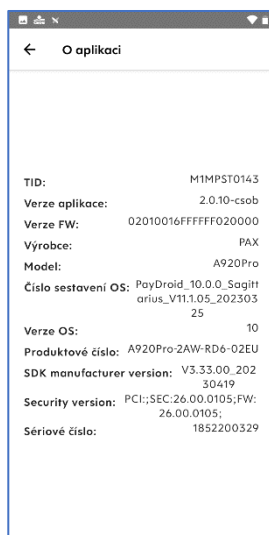 O aplikaci
TID: M1MPST0143
Verze aplikace: 2.0.10-csob
Verze FW: 02010016FFFFFF020000
Výrobce: PAX
Model: A920Pro
Číslo sestavení OS: PayDroid_10.0.0_Sagitt
arius_V11.1.05_202303
25
Verze OS: 10
Produktové číslo: A920Pro-2AW-RD6-02EU
SDK manufacturer version: V3.33.00_202
30419
Security version: PCI:;SEC:26.00.0105;FW:
26.00.0105;
Sériové číslo: 1852200329